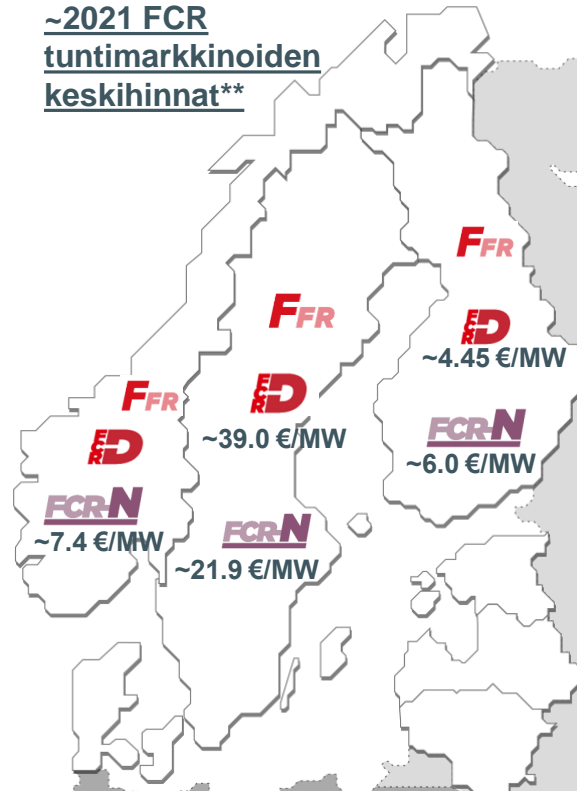 ~2021 FCR
tuntimarkkinoiden
keskihinnat**
FFR
FCR D
~4.45 €/MW
FCR-N
~6.0 €/MW
FFR
FCR D
~39.0 €/MW
FCR-N
~21.9 €/MW
FFR
FCR D
FCR-N
~7.4 €/MW